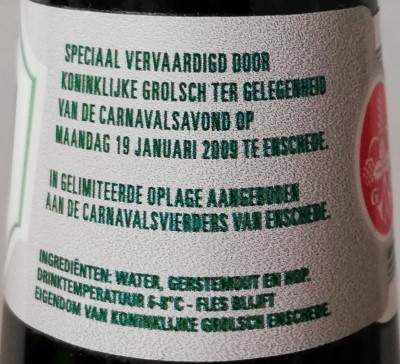 SPECIAAL VERVAARDIGD DOOR
KONINKLIJKE GROLSCH TER GELEGENHEID
VAN DE CARNAVALSAVOND OP
MAANDAG 19 JANUARI 2009 TE ENSCHEDE.
IN GELIMITEERDE OPLAGE AANGEBODEN
AAN DE CARNAVALSVIERDERS VAN ENSCHEDE.
INGREDIËNTEN: WATER, GERSTEMOUT EN HOP.
DRINKTEMPERATUUR 6-8°C - FLES BLIJFT
EIGENDOM VAN KONINKLIJKE GROLSCH ENSCHEDE.